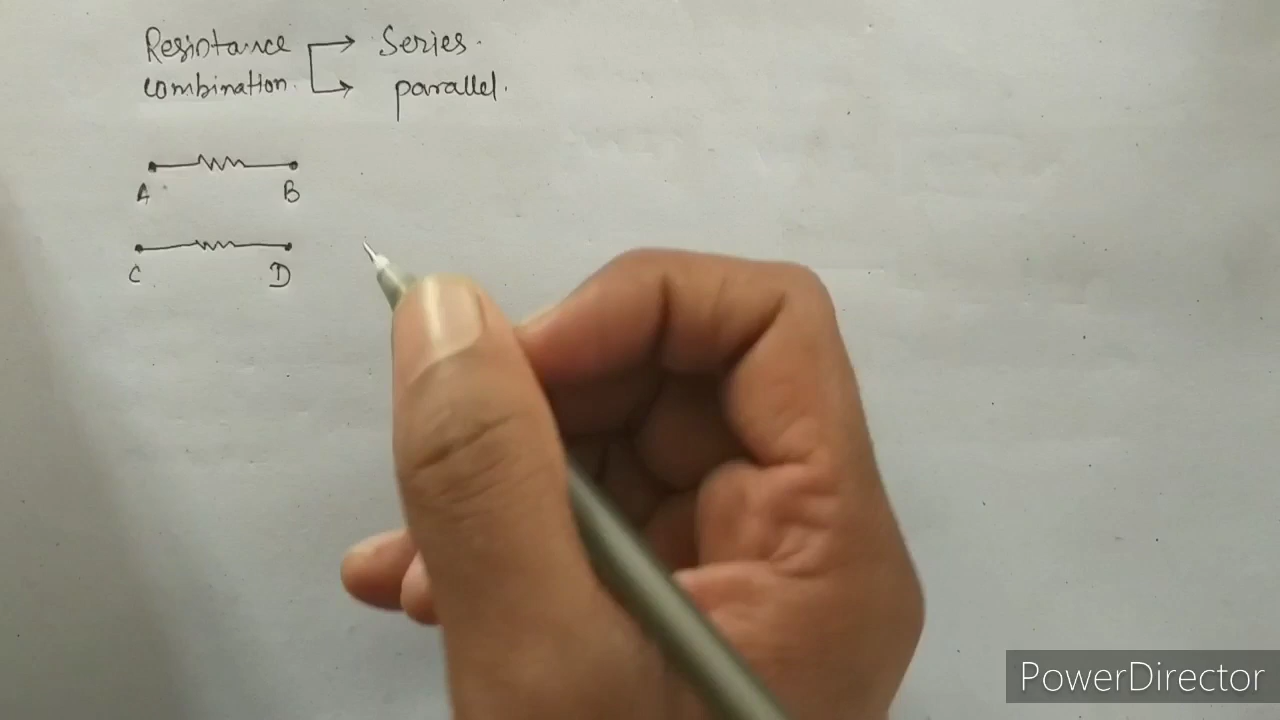 Resistance → Series.
combination. → parallel.
A B
C D
PowerDirector